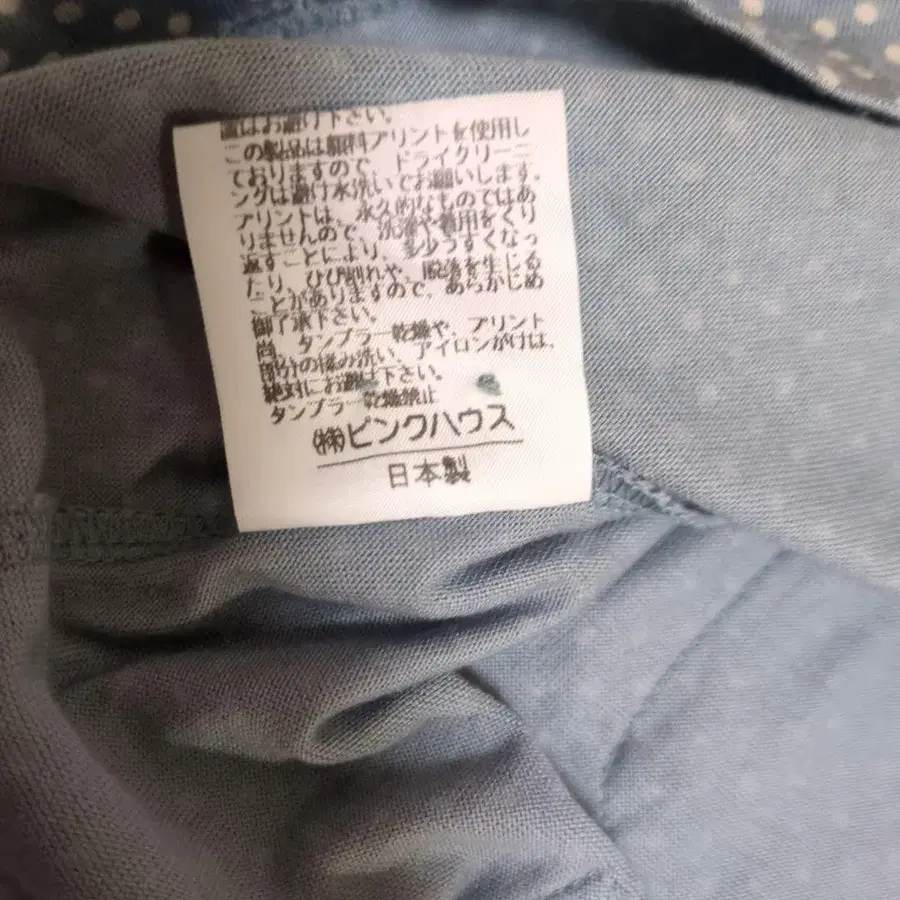 置はお避け下さい。
この製品は顔料プリントを使用し
ておりますので、ドライクリーニ
ングは避け水洗いでお願いします。
プリントは、永久的なものではあ
りませんので、洗濯や着用をくり
返すことにより、多少うすくなっ
たり、ひび割れや、脱落を生じる
ことがありますので、あらかじめ
御了承下さい。
尚、タンブラー乾燥や、プリント
部分の揉み洗い、アイロンがけは、
絶対にお避け下さい。
タンブラー乾燥禁止
㈱ピンクハウス
日本製